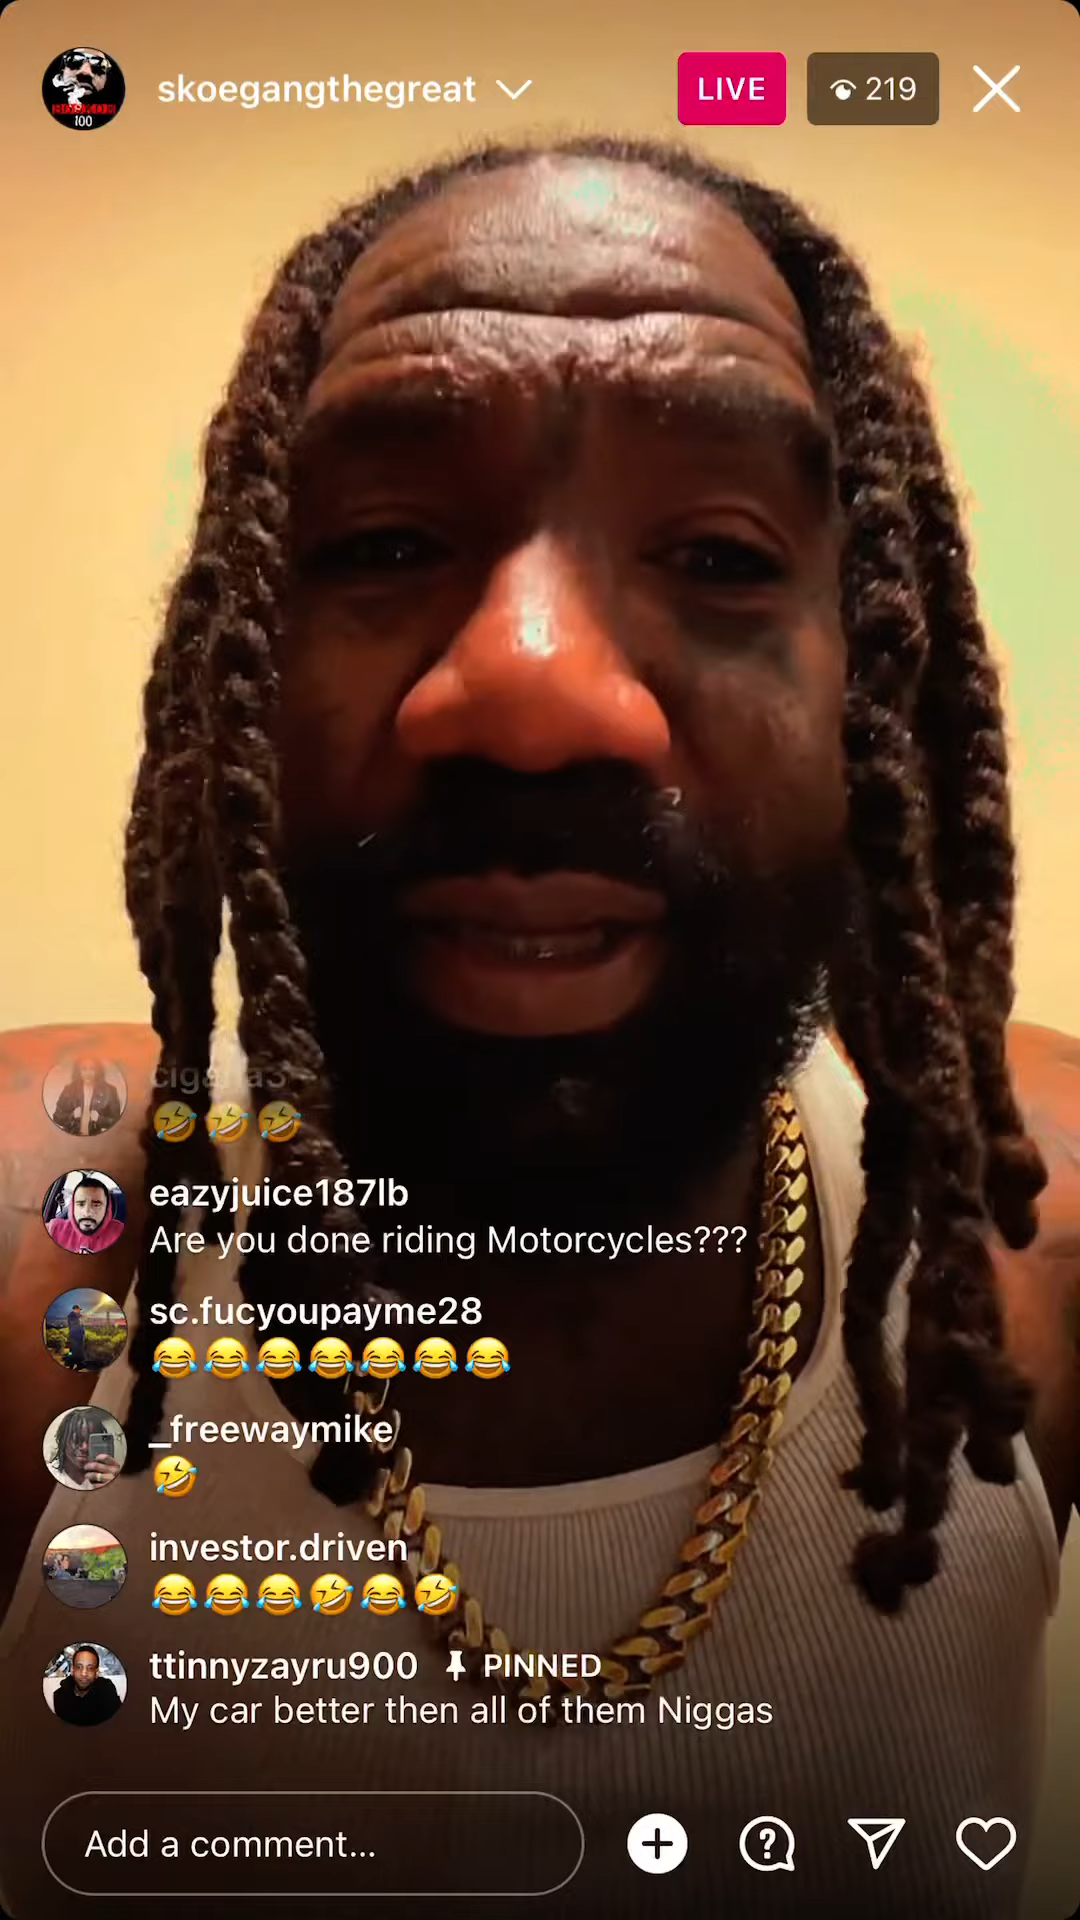 skoegangthegreat
LIVE
219
100
🤣🤣🤣
eazyjuice187lb
Are you done riding Motorcycles???
sc.fucyoupayme28
😂😂😂😂😂😂😂
_freewaymike
🤣
investor.driven
😂😂😂🤣😂🤣
ttinnyzayru900 PINNED
My car better then all of them Niggas
Add a comment...